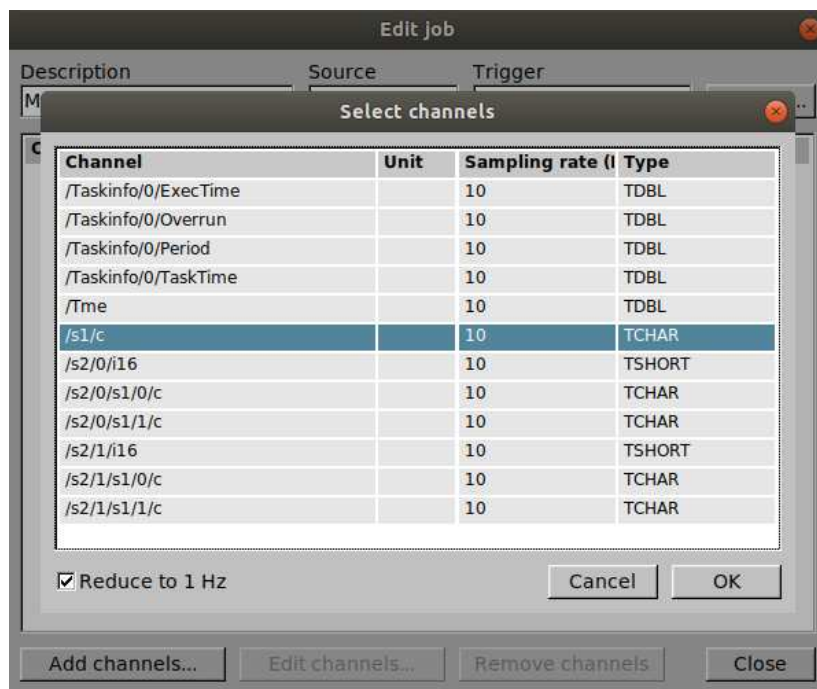 Edit job
Description Source Trigger
M ..
Select channels
C
Channel Unit Sampling rate ( Type
/Taskinfo/0/ExecTime 10 TDBL
/Taskinfo/0/Overrun 10 TDBL
/Taskinfo/0/Period 10 TDBL
/Taskinfo/0/TaskTime 10 TDBL
/Tme 10 TDBL
/s1/c 10 TCHAR
/s2/0/i16 10 TSHORT
/s2/0/s1/0/c 10 TCHAR
/s2/0/s1/1/c 10 TCHAR
/s2/1/i16 10 TSHORT
/s2/1/s1/0/c 10 TCHAR
/s2/1/s1/1/c 10 TCHAR
Reduce to 1 Hz Cancel OK
Add channels... Edit channels... Remove channels Close